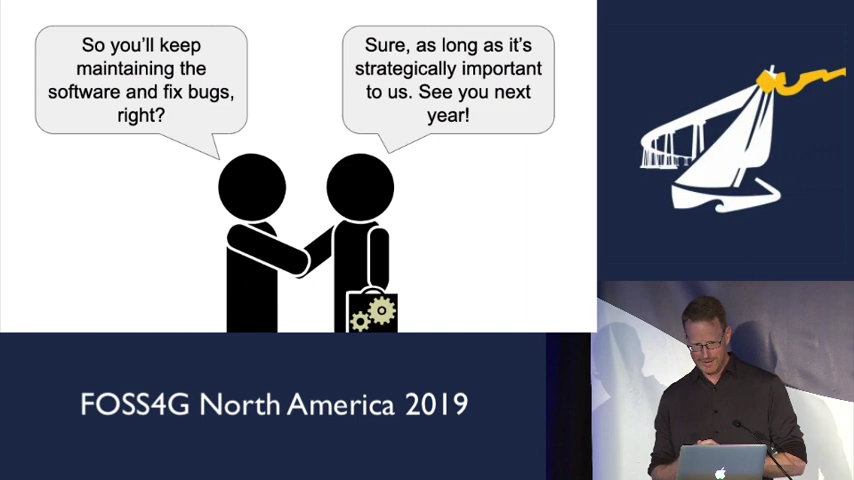 So you'll keep
maintaining the
software and fix bugs,
right?
Sure, as long as it's
strategically important
to us. See you next
year!
FOSS4G North America 2019